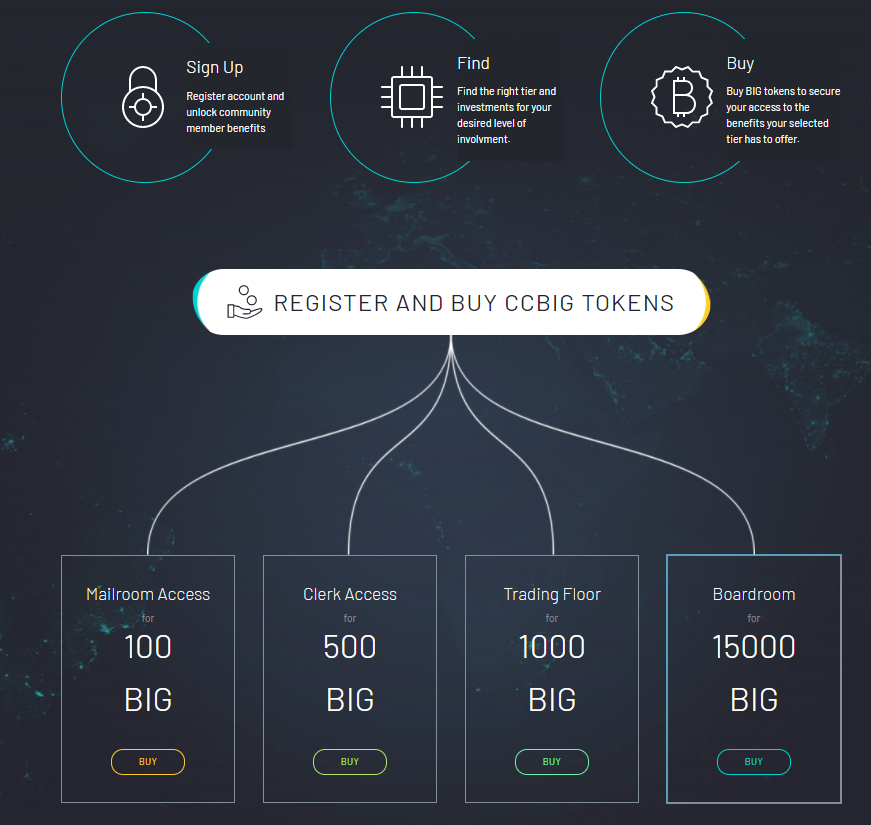 Sign Up
Register account and
unlock community
member benefits
Find
Find the right tier and
investments for your
desired level of
involvment.
Buy
Buy BIG tokens to secure
your access to the
benefits your selected
tier has to offer.
REGISTER AND BUY CCBIG TOKENS
Mailroom Access
for
100
BIG
BUY
Clerk Access
for
500
BIG
BUY
Trading Floor
for
1000
BIG
BUY
Boardroom
for
15000
BIG
BUY